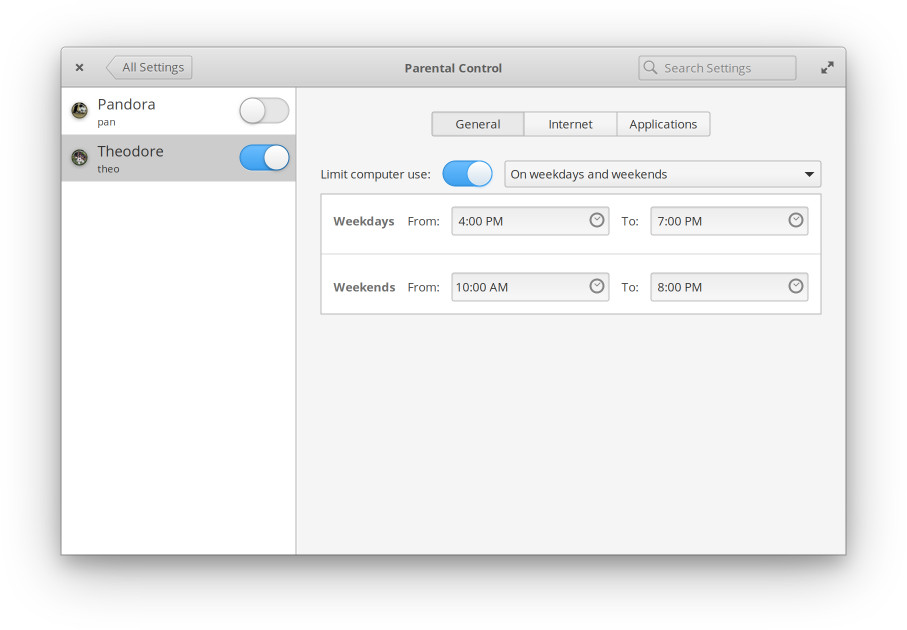 All Settings
Parental Control
Search Settings
Pandora
pan
Theodore
theo
General Internet Applications
Limit computer use: On weekdays and weekends
Weekdays From: 4:00 PM To: 7:00 PM
Weekends From: 10:00 AM To: 8:00 PM